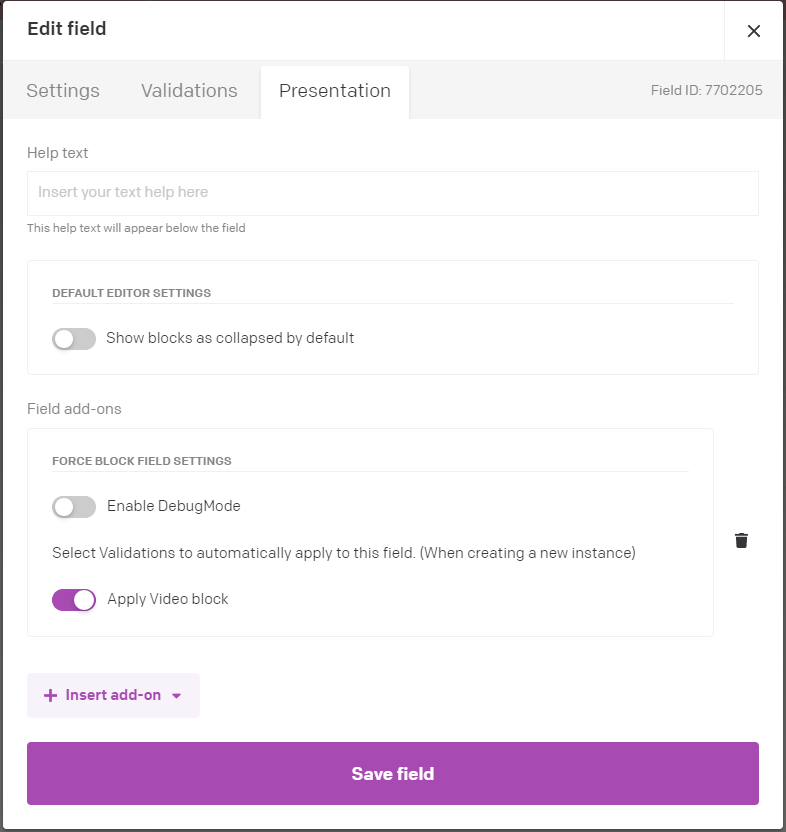 Edit field
Settings
Validations
Presentation
Field ID: 7702205
Help text
Insert your text help here
This help text will appear below the field
DEFAULT EDITOR SETTINGS
Show blocks as collapsed by default
Field add-ons
FORCE BLOCK FIELD SETTINGS
Enable DebugMode
Select Validations to automatically apply to this field. (When creating a new instance)
Apply Video block
Insert add-on
Save field